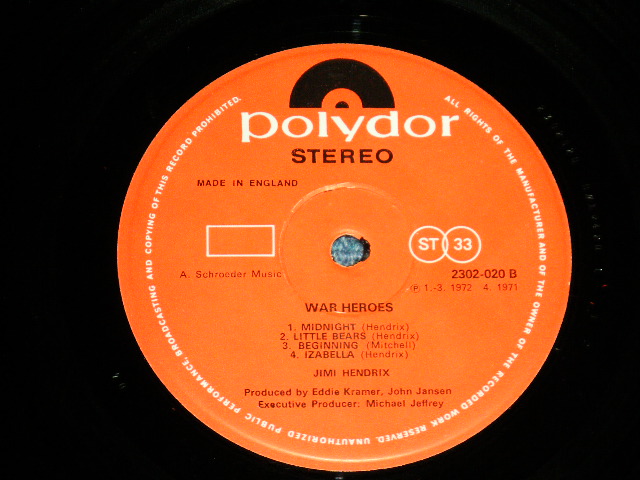 polydor
STEREO
MADE IN ENGLAND
ST 33
A. Schroeder Music
2302-020 B
℗ 1.-3. 1972 4. 1971
WAR HEROES
1. MIDNIGHT (Hendrix)
2. LITTLE BEARS (Hendrix)
3. BEGINNING (Mitchell)
4. IZABELLA (Hendrix)
JIMI HENDRIX
Produced by Eddie Kramer, John Jansen
Executive Producer: Michael Jeffrey
ALL RIGHTS OF THE MANUFACTURER AND OF THE OWNER OF THE RECORDED WORK RESERVED. UNAUTHORIZED PUBLIC PERFORMANCE, BROADCASTING AND COPYING OF THIS RECORD PROHIBITED.